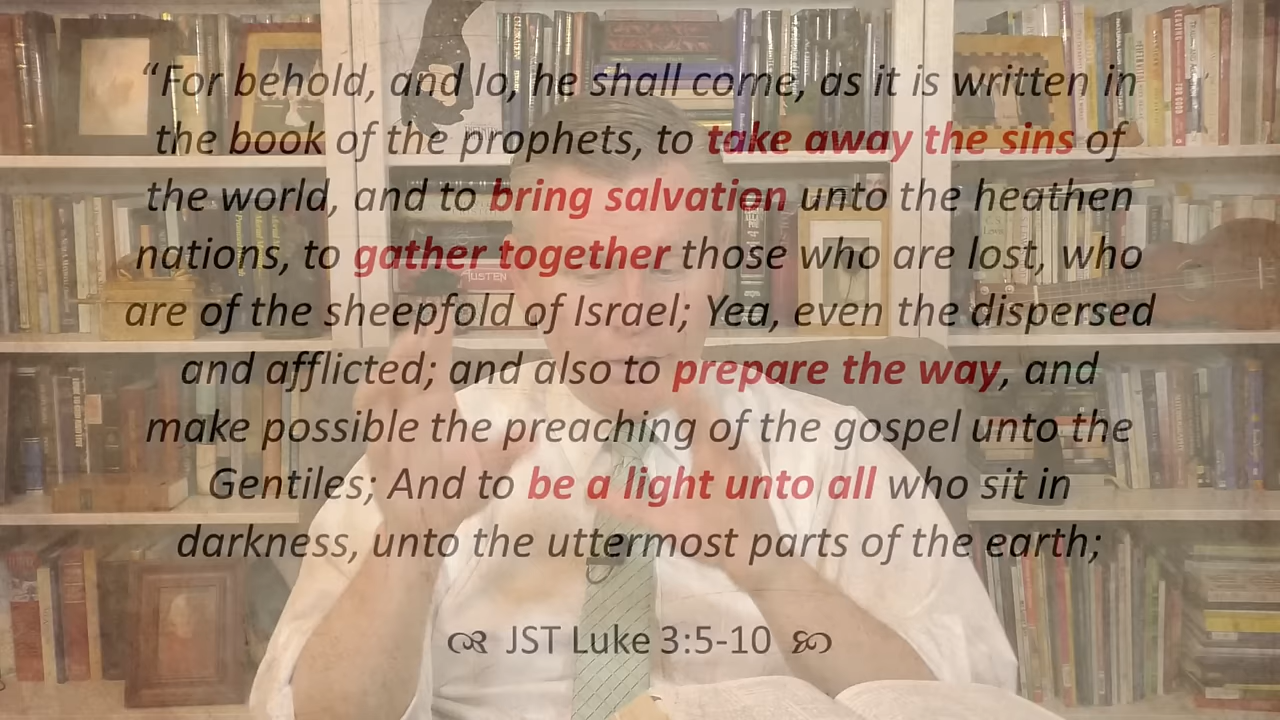 “For behold, and lo, he shall come, as it is written in
the book of the prophets, to take away the sins of
the world, and to bring salvation unto the heathen
nations, to gather together those who are lost, who
are of the sheepfold of Israel; Yea, even the dispersed
and afflicted; and also to prepare the way, and
make possible the preaching of the gospel unto the
Gentiles; And to be a light unto all who sit in
darkness, unto the uttermost parts of the earth;
JST Luke 3:5-10
AUSTEN